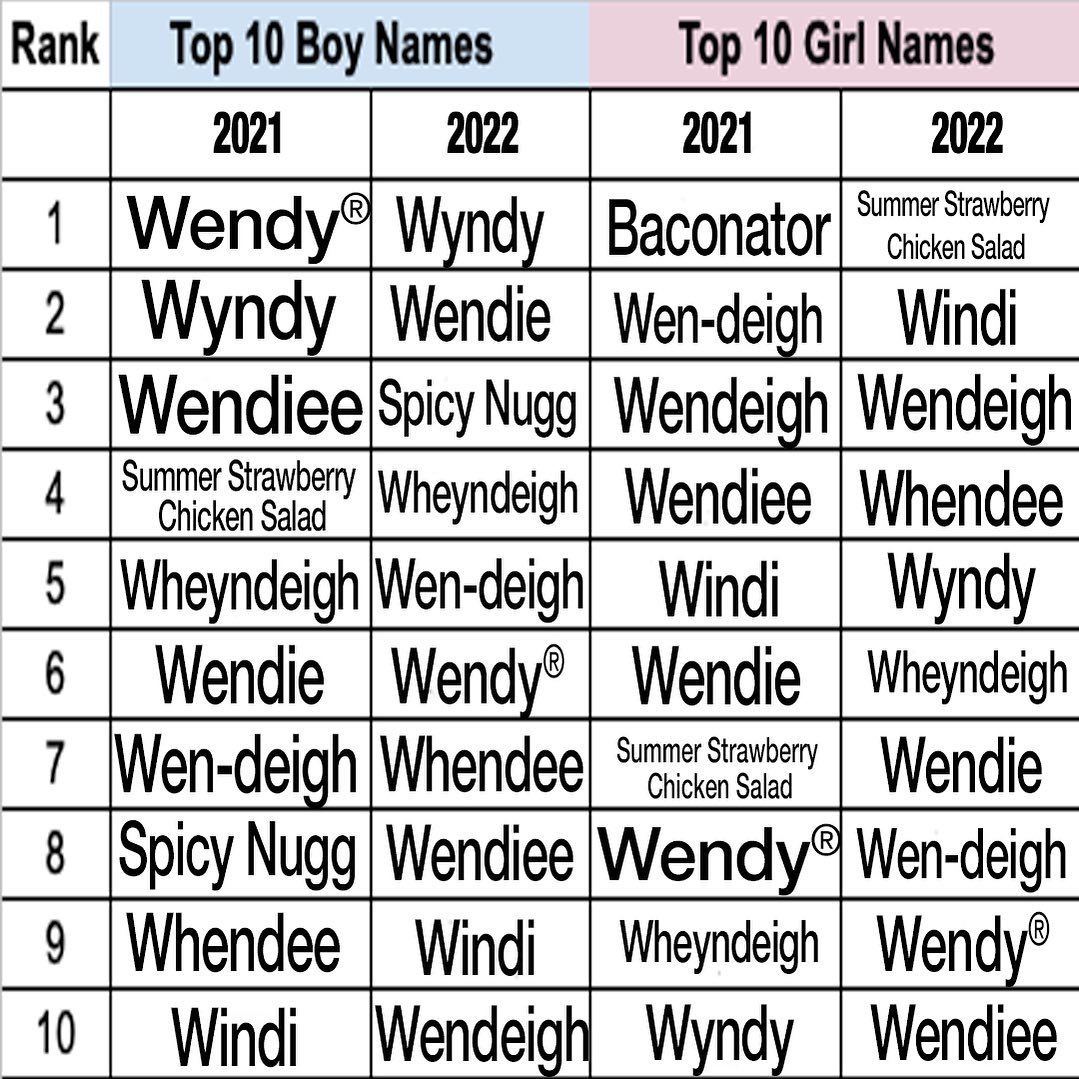 Rank Top 10 Boy Names Top 10 Girl Names
2021 2022 2021 2022
1 Wendy® Wyndy Baconator Summer Strawberry Chicken Salad
2 Wyndy Wendie Wen-deigh Windi
3 Wendiee Spicy Nugg Wendeigh Wendeigh
4 Summer Strawberry Chicken Salad Wheyndeigh Wendiee Whendee
5 Wheyndeigh Wen-deigh Windi Wyndy
6 Wendie Wendy® Wendie Wheyndeigh
7 Wen-deigh Whendee Summer Strawberry Chicken Salad Wendie
8 Spicy Nugg Wendiee Wendy® Wen-deigh
9 Whendee Windi Wheyndeigh Wendy®
10 Windi Wendeigh Wyndy Wendiee